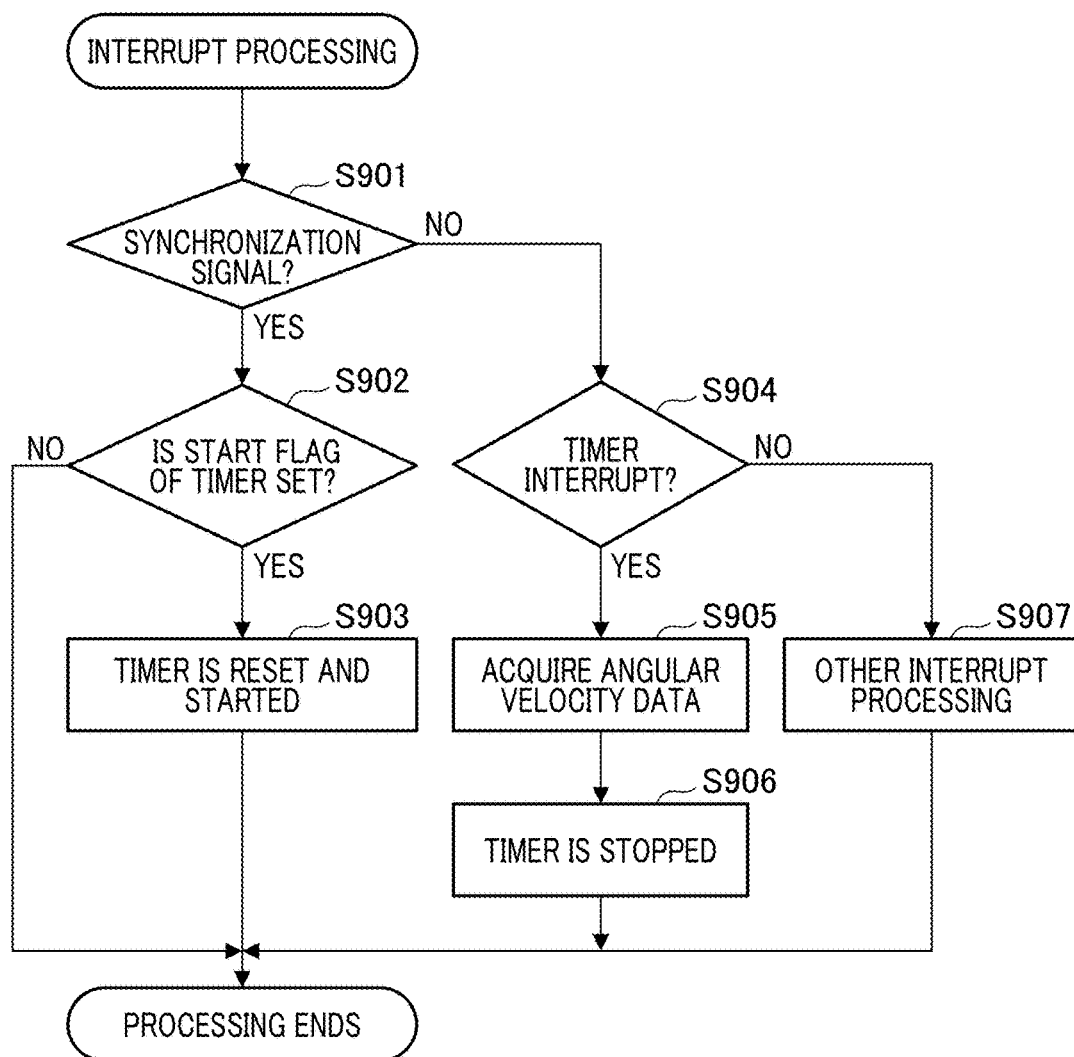 INTERRUPT PROCESSING
S901
SYNCHRONIZATION
SIGNAL?
NO
YES
S902
NO
IS START FLAG
OF TIMER SET?
YES
S904
TIMER
INTERRUPT?
NO
YES
S903
TIMER IS RESET AND
STARTED
S905
ACQUIRE ANGULAR
VELOCITY DATA
S907
OTHER INTERRUPT
PROCESSING
S906
TIMER IS STOPPED
PROCESSING ENDS